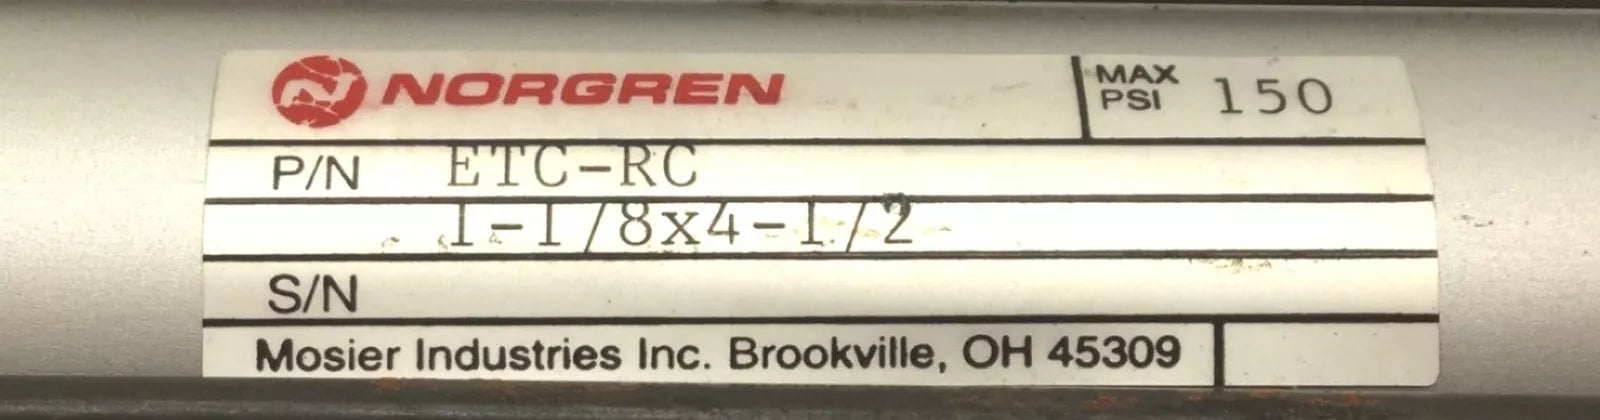 NORGREN
MAX PSI 150
P/N ETC-RC
1-1/8x4-1/2
S/N
Mosier Industries Inc. Brookville, OH 45309